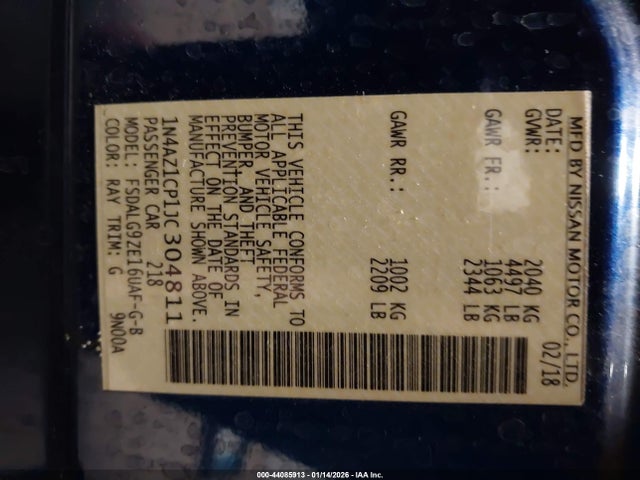 MFD BY NISSAN MOTOR CO., LTD.
DATE: 02/18
GVWR: 2040 KG
4497 LB
GAWR FR.: 1063 KG
2344 LB
GAWR RR.: 1002 KG
2209 LB
THIS VEHICLE CONFORMS TO
ALL APPLICABLE FEDERAL
MOTOR VEHICLE SAFETY,
BUMPER, AND THEFT
PREVENTION STANDARDS IN
EFFECT ON THE DATE OF
MANUFACTURE SHOWN ABOVE.
1N4AZ1CP1JC304811
PASSENGER CAR 218
MODEL: FSDALG9ZE16UAF-G-B
COLOR: RAY TRIM: G 9N00A
000-44085913 - 01/14/2026 - IAA Inc.